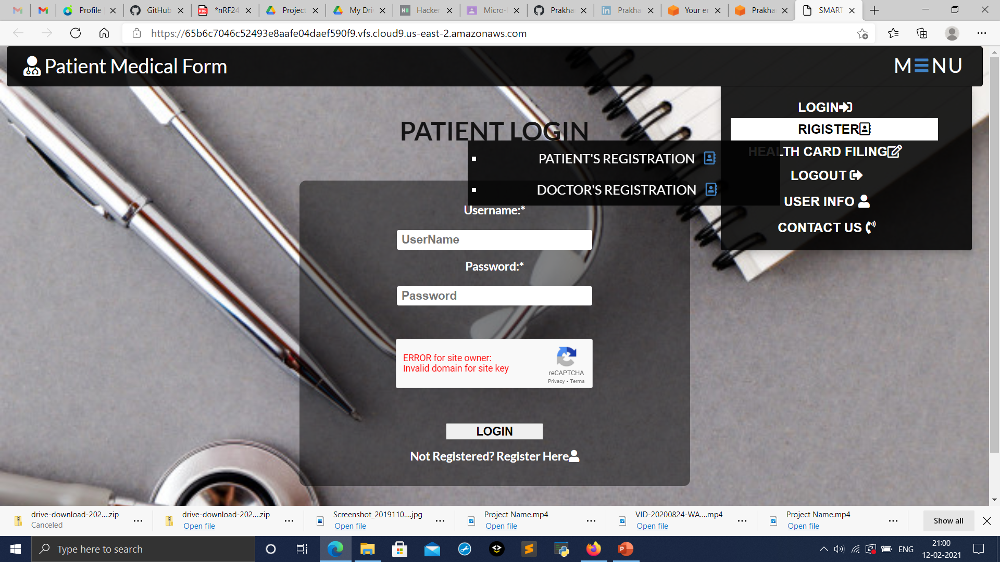 Profile
GitHub
*nRF24
Project
My Dri
Hacker
Micro-
Prakha
Prakha
Your e
Prakha
SMART
https://65b6c7046c52493e8aafe04daef590f9.vfs.cloud9.us-east-2.amazonaws.com
Patient Medical Form
M☰NU
LOGIN
RIGISTER
HEALTH CARD FILING
LOGOUT
USER INFO
CONTACT US
PATIENT LOGIN
PATIENT'S REGISTRATION
DOCTOR'S REGISTRATION
Username:*
UserName
Password:*
Password
ERROR for site owner:
Invalid domain for site key
reCAPTCHA
Privacy - Terms
LOGIN
Not Registered? Register Here
drive-download-202....zip
Canceled
drive-download-202....zip
Open file
Screenshot_2019110....jpg
Open file
Project Name.mp4
Open file
VID-20200824-WA....mp4
Open file
Project Name.mp4
Open file
Show all
Type here to search
ENG
21:00
12-02-2021